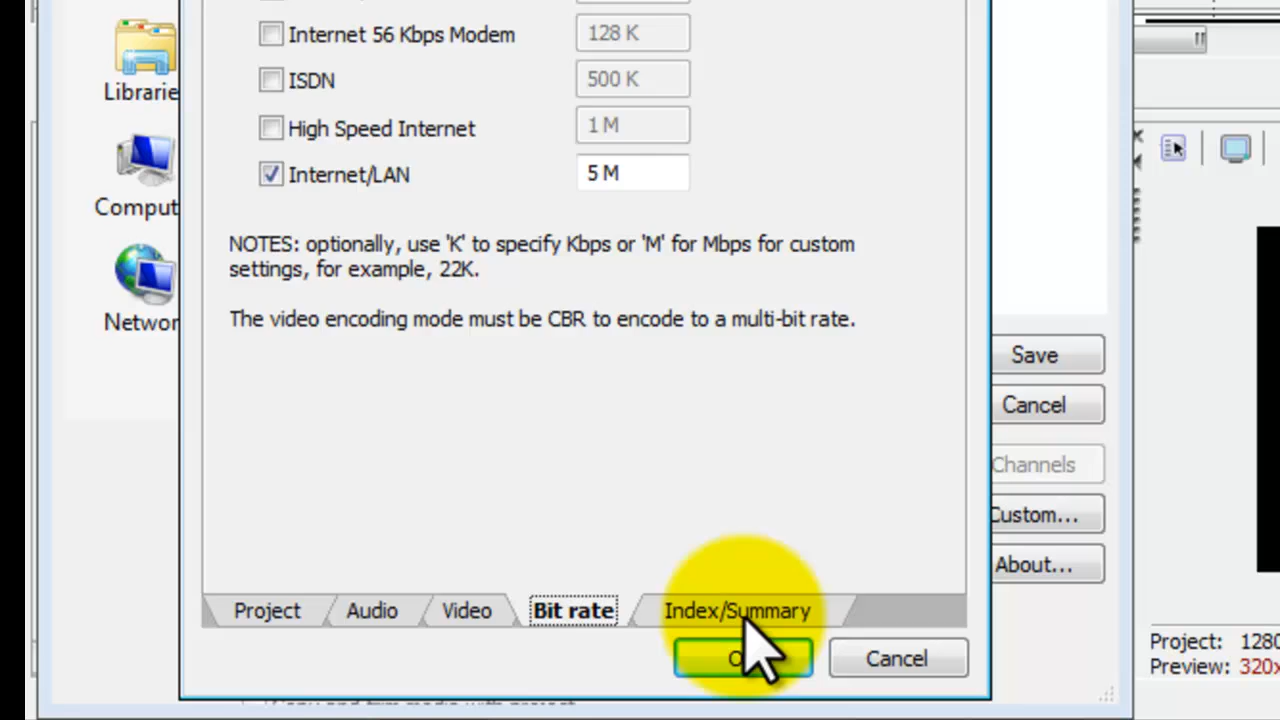 Internet 56 Kbps Modem 128 K
Librarie
ISDN 500 K
High Speed Internet 1 M
Internet/LAN 5 M
Comput
NOTES: optionally, use 'K' to specify Kbps or 'M' for Mbps for custom
settings, for example, 22K.
Networ
The video encoding mode must be CBR to encode to a multi-bit rate.
Save
Cancel
Channels
Custom...
About...
Project Audio Video Bit rate Index/Summary
Cancel
Project: 1280
Preview: 320x